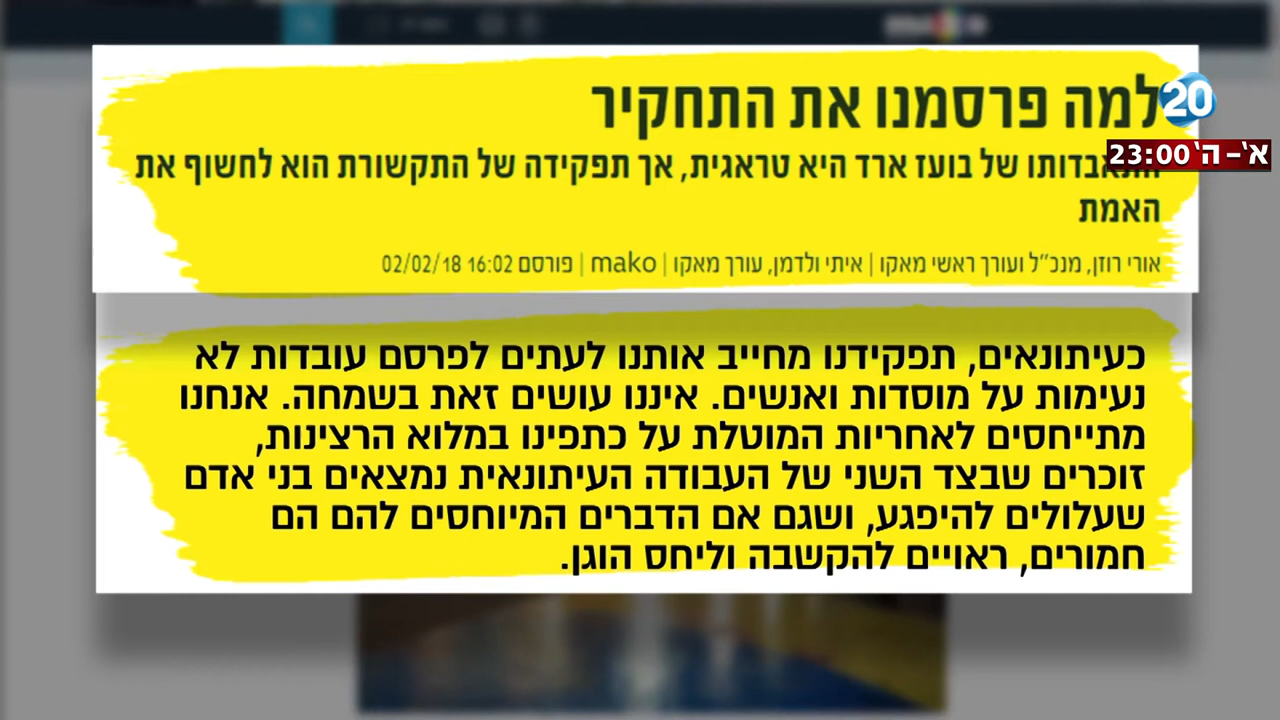 למה פרסמנו את התחקיר
20
א'-ה' 23:00
התאבדותו של בועז ארד היא טראגית, אך תפקידה של התקשורת הוא לחשוף את
האמת
אורי רוזן, מנכ"ל ועורך ראשי מאקו | איתי ולדמן, עורך מאקו | mako | פורסם 02/02/18 16:02
כעיתונאים, תפקידנו מחייב אותנו לעתים לפרסם עובדות לא
נעימות על מוסדות ואנשים. איננו עושים זאת בשמחה. אנחנו
מתייחסים לאחריות המוטלת על כתפינו במלוא הרצינות,
זוכרים שבצד השני של העבודה העיתונאית נמצאים בני אדם
שעלולים להיפגע, ושגם אם הדברים המיוחסים להם הם
חמורים, ראויים להקשבה וליחס הוגן.